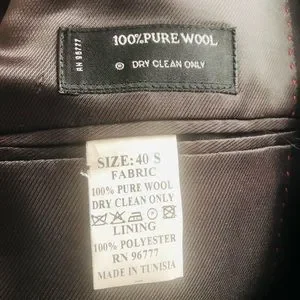 100% PURE WOOL
DRY CLEAN ONLY
RN 96777
SIZE: 40 S
FABRIC
100% PURE WOOL
DRY CLEAN ONLY
LINING
100% POLYESTER
RN 96777
MADE IN TUNISIA